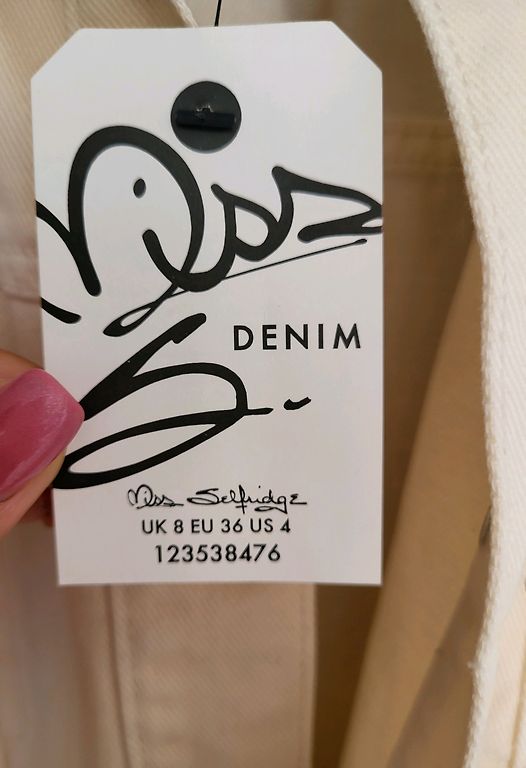 Miss
S.
DENIM
Miss Selfridge
UK 8 EU 36 US 4
123538476